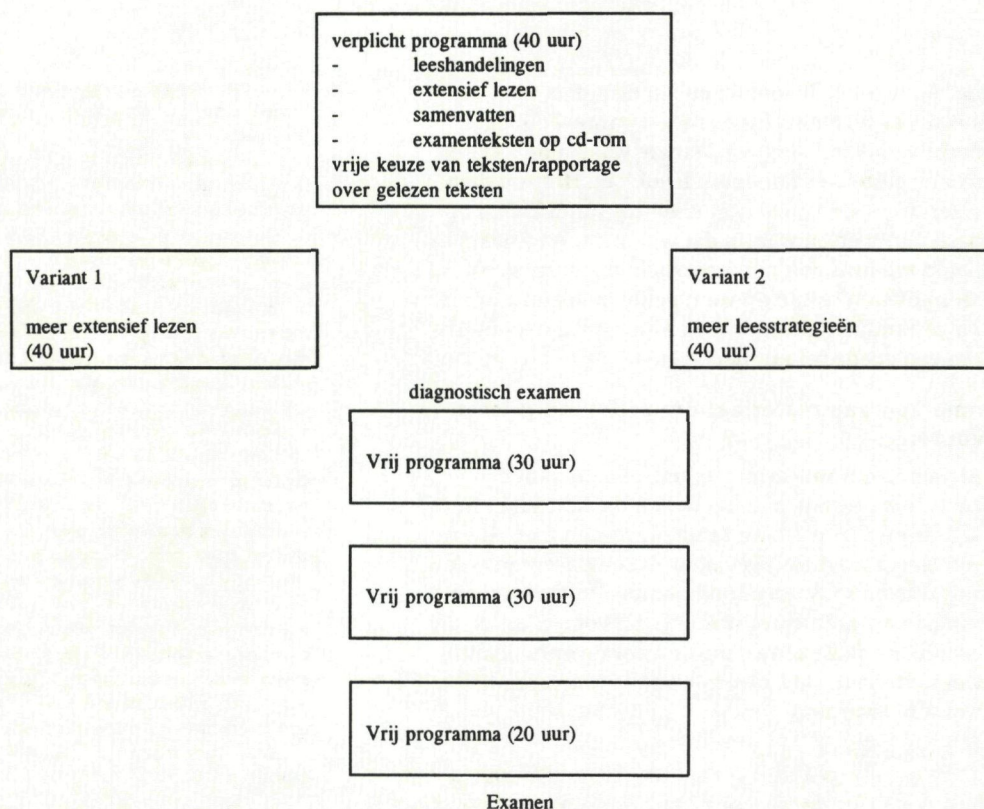 verplicht programma (40 uur)
- leeshandelingen
- extensief lezen
- samenvatten
- examenteksten op cd-rom
vrije keuze van teksten/rapportage
over gelezen teksten
Variant 1
meer extensief lezen
(40 uur)
Variant 2
meer leesstrategieën
(40 uur)
diagnostisch examen
Vrij programma (30 uur)
Vrij programma (30 uur)
Vrij programma (20 uur)
Examen